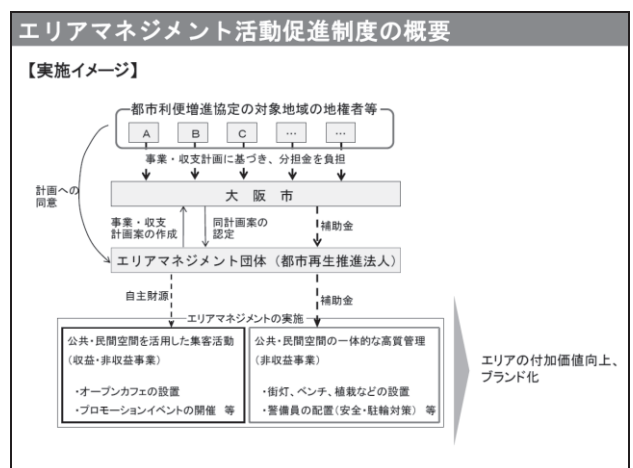 エリアマネジメント活動促進制度の概要
【実施イメージ】
都市利便増進協定の対象地域の地権者等
A B C … …
事業・収支計画に基づき、分担金を負担
計画への
同意
大 阪 市
事業・収支
計画案の作成
同計画案の
認定
補助金
エリアマネジメント団体（都市再生推進法人）
自主財源
補助金
エリアマネジメントの実施
公共・民間空間を活用した集客活動
(収益・非収益事業)
・オープンカフェの設置
・プロモーションイベントの開催 等
公共・民間空間の一体的な高質管理
(非収益事業)
・街灯、ベンチ、植栽などの設置
・警備員の配置(安全・駐輪対策) 等
エリアの付加価値向上、
ブランド化